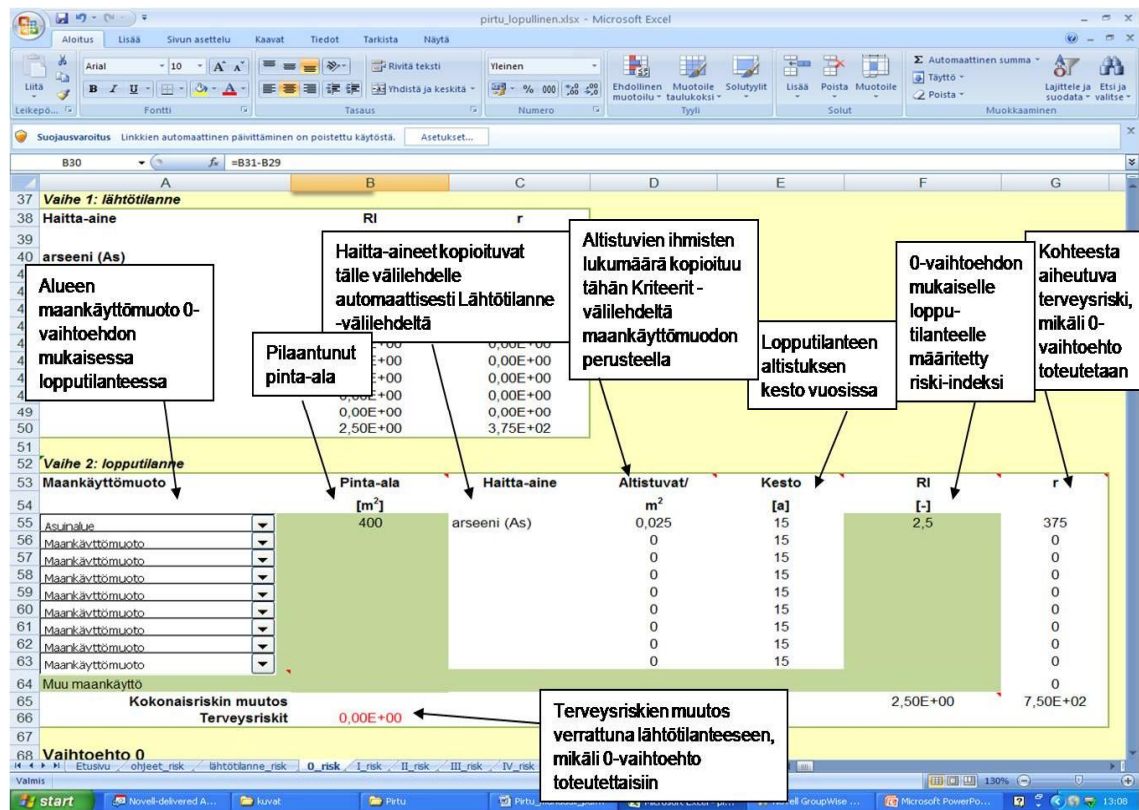 pirtu_lopullinen.xlsx - Microsoft Excel
Aloitus Lisää Sivun asettelu Kaavat Tiedot Tarkista Näytä
Liitä
Arial 10
Rivitä teksti
Yleinen
Yhdistä ja keskitä
Ehdollinen muotoilu
Muotoile taulukoksi
Solutyylit
Lisää Poista Muotoile
Automaattinen summa
Täyttö
Poista
Lajittele ja suodata
Etsi ja valitse
Leikepö... Fontti Tasaus Numero Tyyli Solut Muokkaaminen
Suojausvaroitus Linkkien automaattinen päivittäminen on poistettu käytöstä. Asetukset...
B30 fx =B31-B29
A B C D E F G
37 Vaihe 1: lähtötilanne
38 Haitta-aine RI r
39
40 arseeni (As)
Alueen
maankäyttömuoto 0-
vaihtoehdon
mukaisessa
lopputilanteessa
Pilaantunut
pinta-ala
Haitta-aineet kopioituvat
tälle välilehdelle
automaattisesti Lähtötilanne
-välilehdeltä
Altistuvien ihmisten
lukumäärä kopioituu
tähän Kriteerit -
välilehdeltä
maankäyttömuodon
perusteella
Lopputilanteen
altistuksen
kesto vuosissa
0-vaihtoehdon
mukaiselle
loppu-
tilanteelle
määritetty
riski-indeksi
Kohteesta
aiheutuva
terveysriski,
mikäli 0-
vaihtoehto
toteutetaan
0,00E+00
0,00E+00
0,00E+00
0,00E+00 0,00E+00
49 0,00E+00 0,00E+00
50 2,50E+00 3,75E+02
51
52 Vaihe 2: lopputilanne
53 Maankäyttömuoto Pinta-ala Haitta-aine Altistuvat/ Kesto RI r
54 [m²] m² [a] [-]
55 Asuinalue 400 arseeni (As) 0,025 15 2,5 375
56 Maankäyttömuoto 0 15 0
57 Maankäyttömuoto 0 15 0
58 Maankäyttömuoto 0 15 0
59 Maankäyttömuoto 0 15 0
60 Maankäyttömuoto 0 15 0
61 Maankäyttömuoto 0 15 0
62 Maankäyttömuoto 0 15 0
63 Maankäyttömuoto 0 15 0
64 Muu maankäyttö 0
65 Kokonaisriskin muutos 2,50E+00 7,50E+02
66 Terveysriskit 0,00E+00
Terveysriskien muutos
verrattuna lähtötilanteeseen,
mikäli 0-vaihtoehto
toteutettaisiin
67
68 Vaihtoehto 0
Etusivu ohjeet_risk lähtötilanne_risk 0_risk I_risk II_risk III_risk IV_risk
Valmis 130%
start Novell-delivered A... kuvat Pirtu Microsoft PowerPo... 13:08